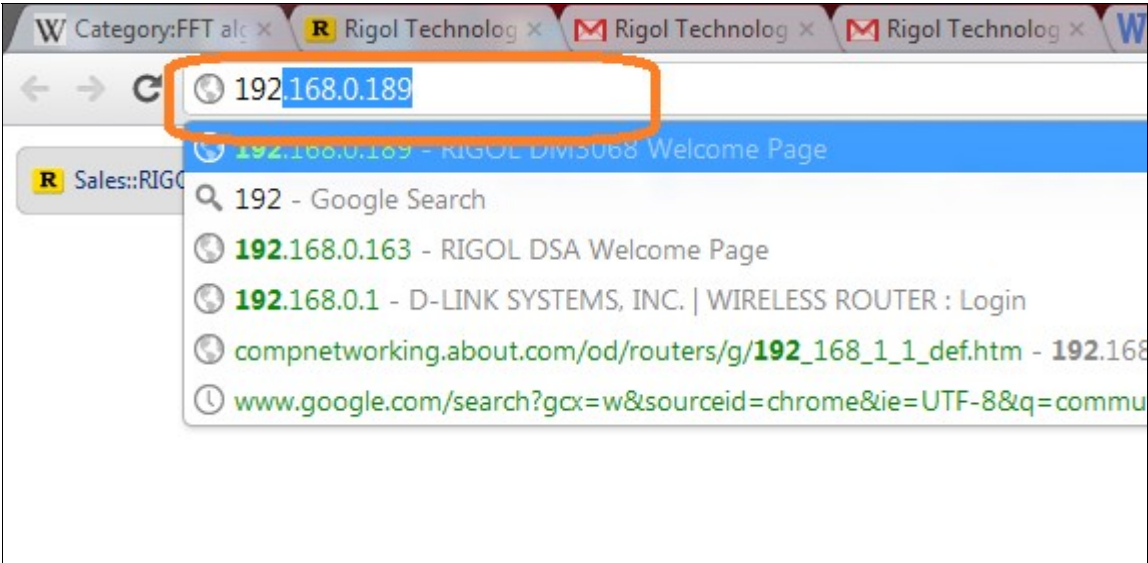 W Category:FFT alg × R Rigol Technolog × M Rigol Technolog × M Rigol Technolog × W
192.168.0.189
R Sales::RIGO
192.168.0.189 - RIGOL DM3068 Welcome Page
192 - Google Search
192.168.0.163 - RIGOL DSA Welcome Page
192.168.0.1 - D-LINK SYSTEMS, INC. | WIRELESS ROUTER : Login
compnetworking.about.com/od/routers/g/192_168_1_1_def.htm - 192.168
www.google.com/search?gcx=w&sourceid=chrome&ie=UTF-8&q=commu